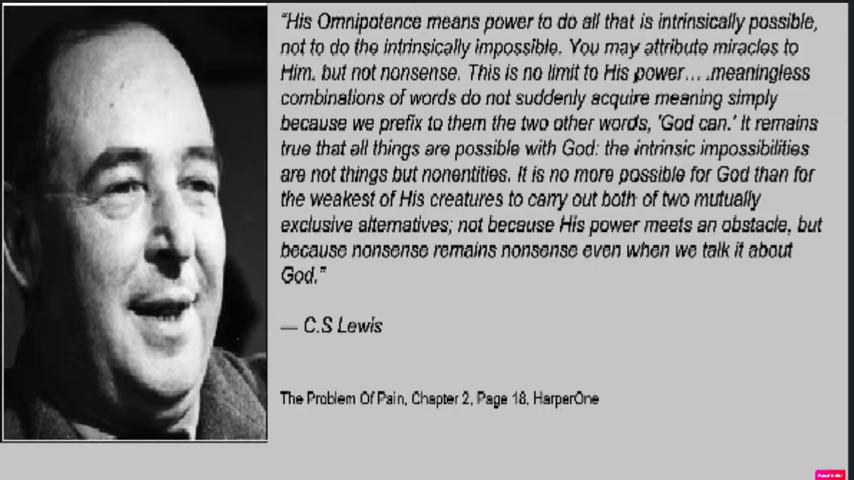 “His Omnipotence means power to do all that is intrinsically possible,
not to do the intrinsically impossible. You may attribute miracles to
Him, but not nonsense. This is no limit to His power... .meaningless
combinations of words do not suddenly acquire meaning simply
because we prefix to them the two other words, 'God can.' It remains
true that all things are possible with God: the intrinsic impossibilities
are not things but nonentities. It is no more possible for God than for
the weakest of His creatures to carry out both of two mutually
exclusive alternatives; not because His power meets an obstacle, but
because nonsense remains nonsense even when we talk it about
God.”
— C.S Lewis
The Problem Of Pain, Chapter 2, Page 18, HarperOne